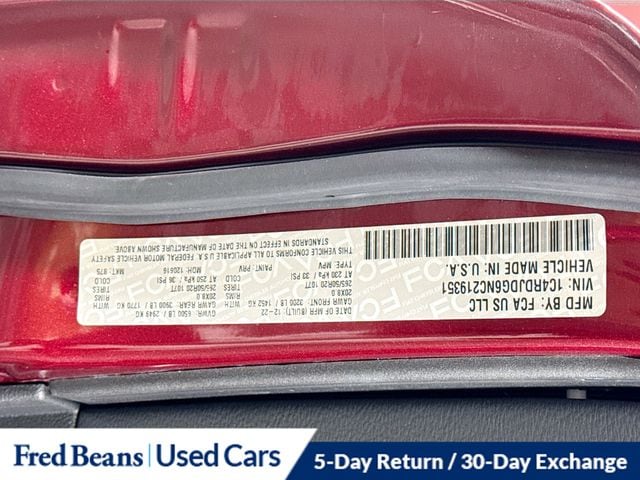 MFD BY: FCA US LLC
DATE OF MFR (BUILT): 12-22
GVWR: 6500 LB / 2949 KG
GAWR FRONT: 3200 LB / 1452 KG
GAWR REAR: 3900 LB / 1770 KG
WITH
TIRES
265/50R20 107T
RIMS
20X8.0
AT 230 kPa / 33 PSI
COLD
WITH
TIRES
265/50R20 107T
RIMS
20X8.0
AT 250 kPa / 36 PSI
COLD
VIN:
VEHICLE MADE IN: U.S.A.
TYPE: MPV
PAINT: PRV
MDH: 12016
MKT: 979
THIS VEHICLE CONFORMS TO ALL APPLICABLE U.S.A. FEDERAL MOTOR VEHICLE SAFETY
STANDARDS IN EFFECT ON THE DATE OF MANUFACTURE SHOWN ABOVE.
Fred Beans | Used Cars
5-Day Return / 30-Day Exchange